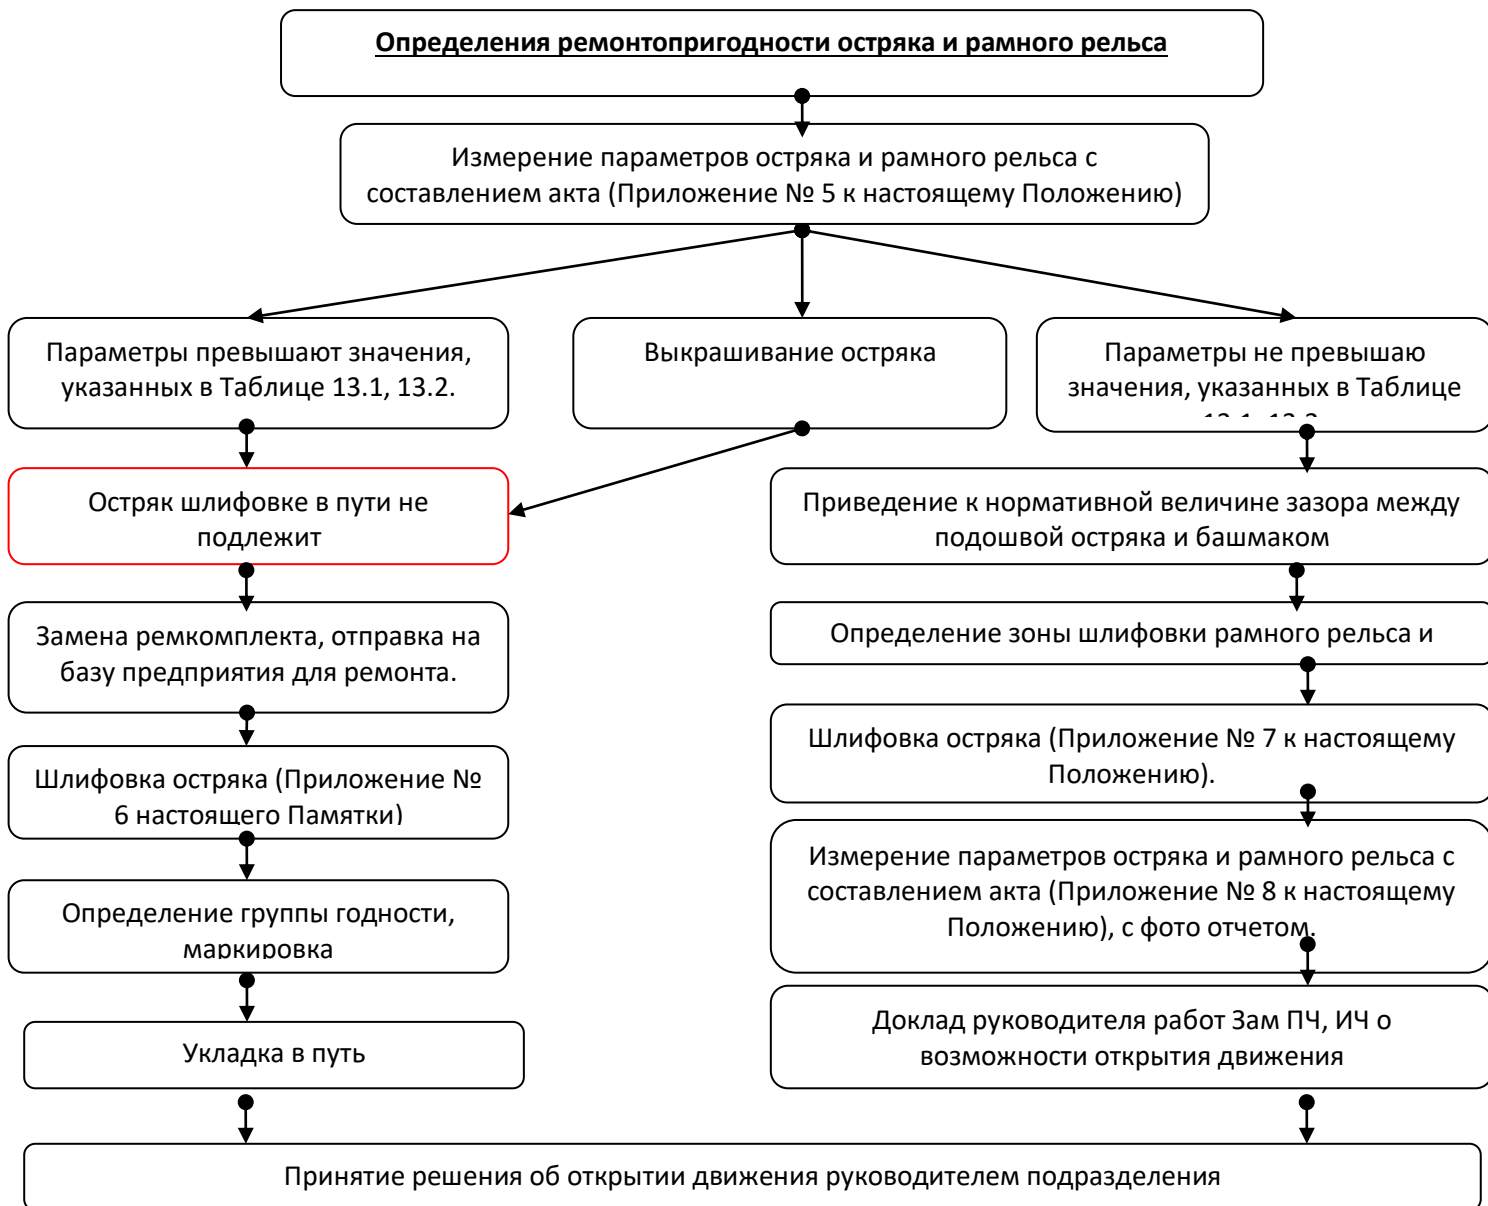 Определения ремонтопригодности остряка и рамного рельса
Измерение параметров остряка и рамного рельса с
составлением акта (Приложение № 5 к настоящему Положению)
Параметры превышают значения,
указанных в Таблице 13.1, 13.2.
Выкрашивание остряка
Параметры не превышаю
значения, указанных в Таблице
Остряк шлифовке в пути не
подлежит
Приведение к нормативной величине зазора между
подошвой остряка и башмаком
Замена ремкомплекта, отправка на
базу предприятия для ремонта.
Определение зоны шлифовки рамного рельса и
Шлифовка остряка (Приложение № 7 к настоящему
Положению).
Шлифовка остряка (Приложение №
6 настоящего Памятки)
Измерение параметров остряка и рамного рельса с
составлением акта (Приложение № 8 к настоящему
Положению), с фото отчетом.
Определение группы годности,
маркировка
Доклад руководителя работ Зам ПЧ, ИЧ о
возможности открытия движения
Укладка в путь
Принятие решения об открытии движения руководителем подразделения